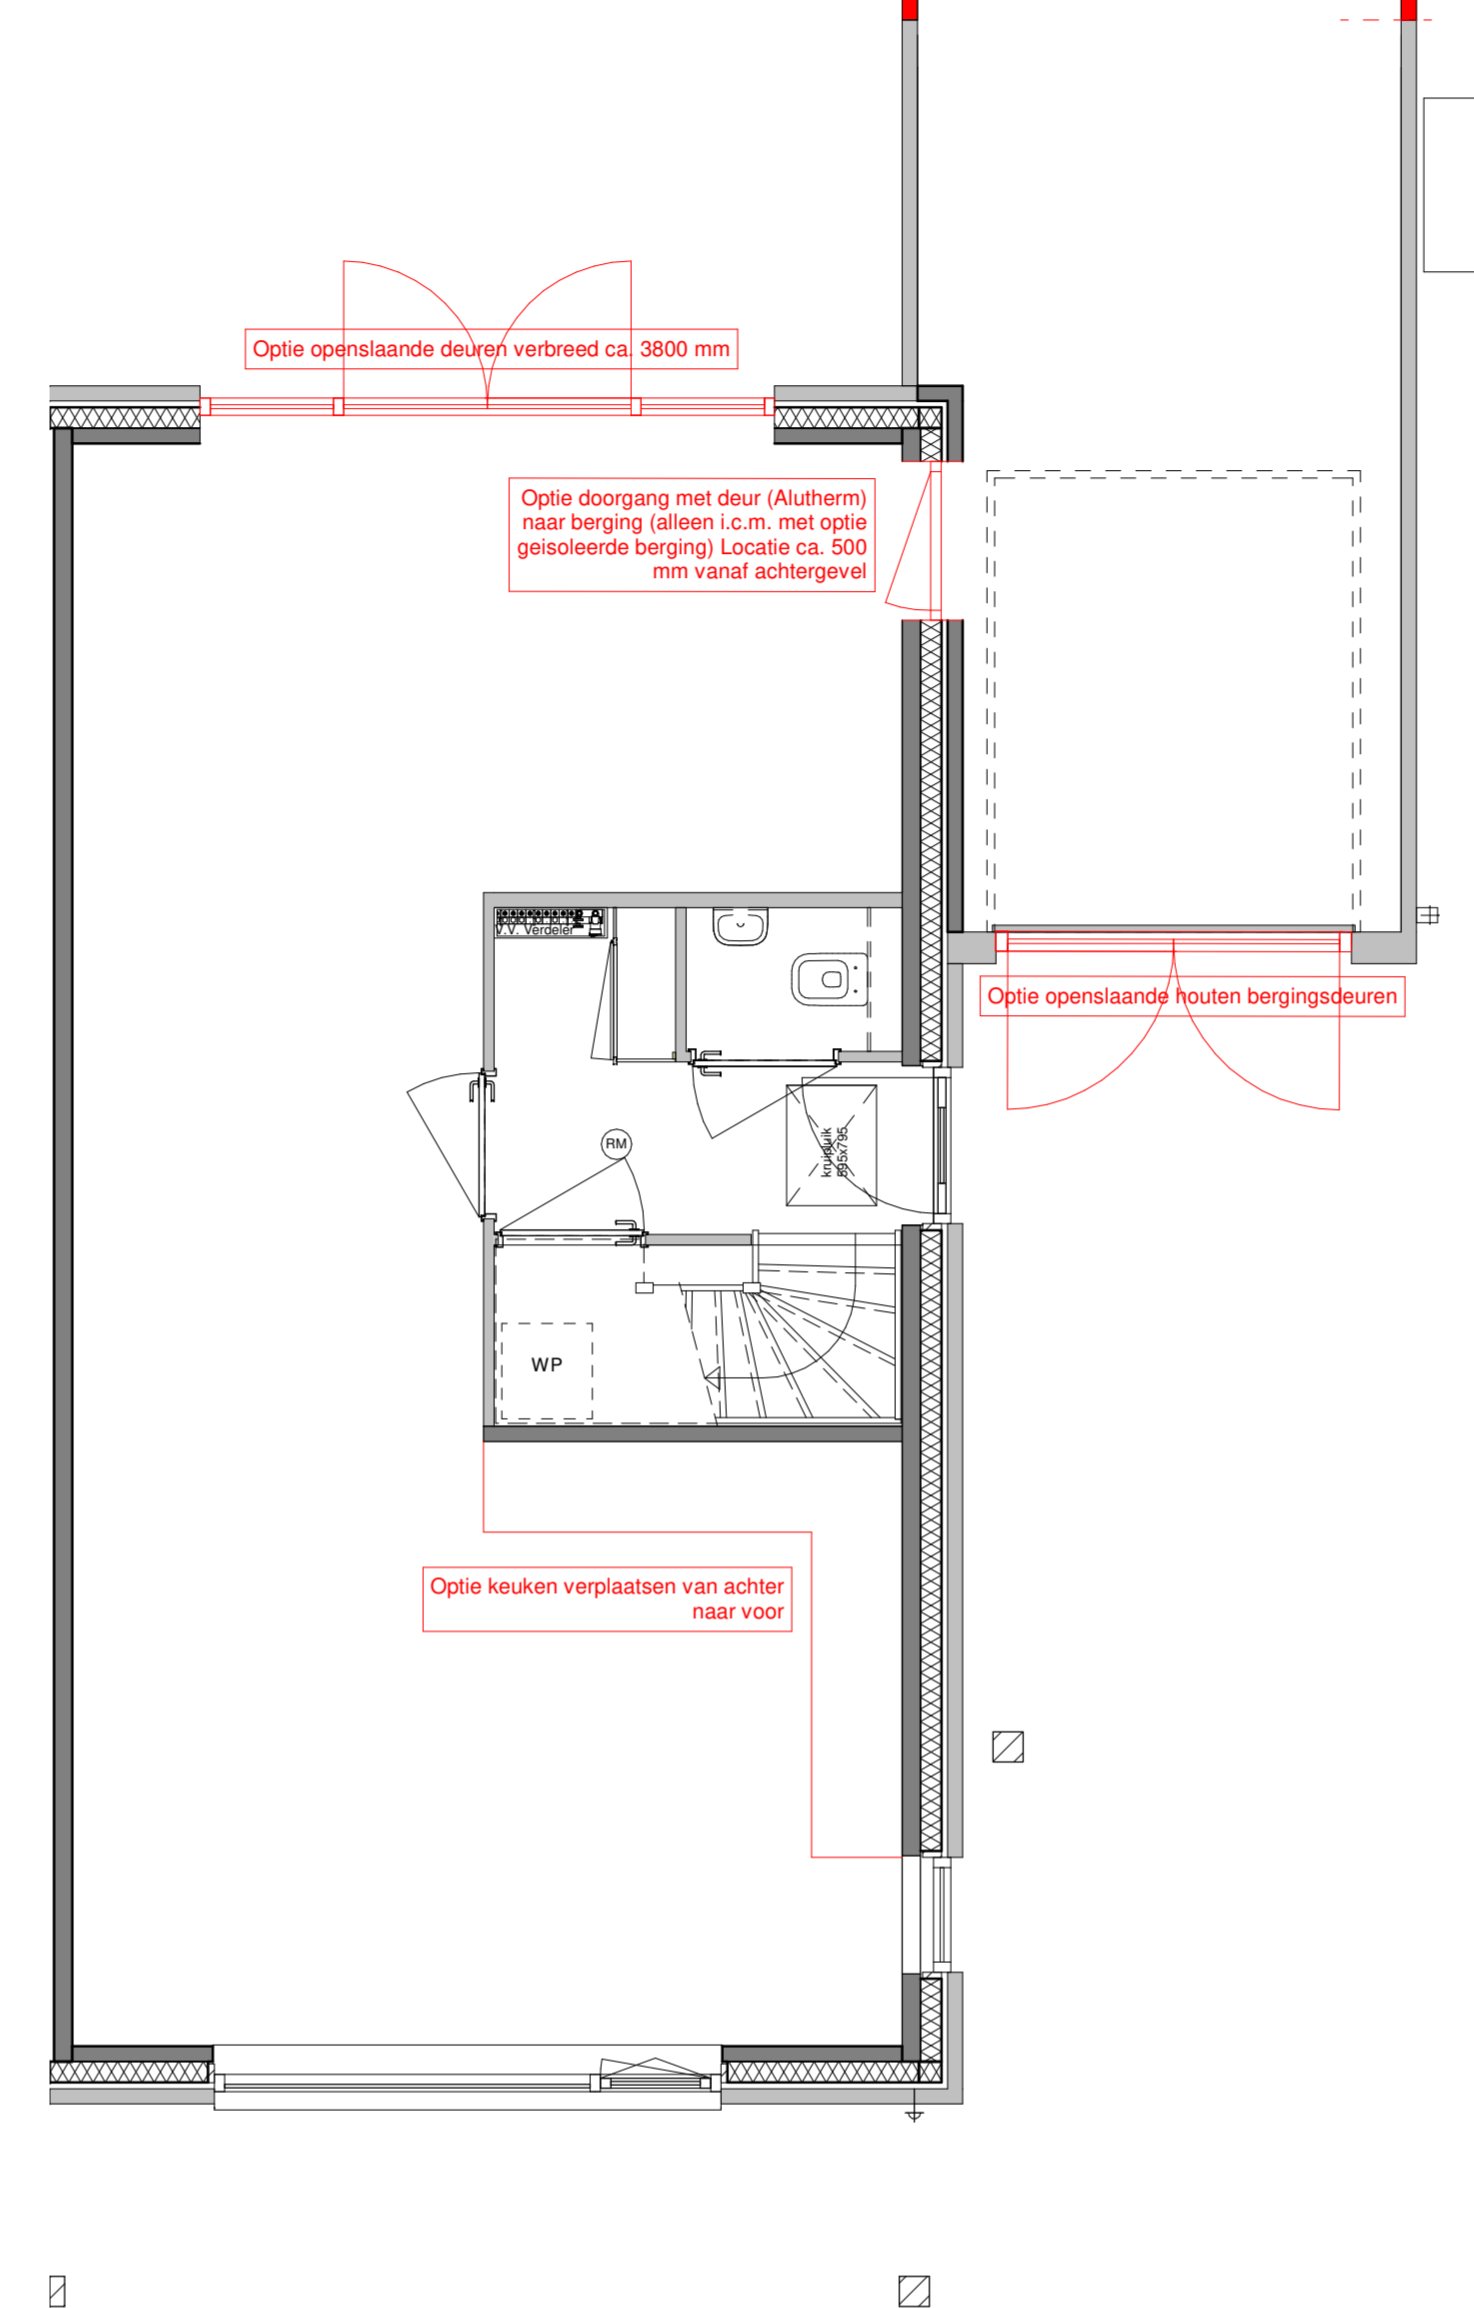 Optie openslaande deuren verbreed ca. 3800 mm
Optie doorgang met deur (Alutherm)
naar berging (alleen i.c.m. met optie
geisoleerde berging) Locatie ca. 500
mm vanaf achtergevel
V.V. Verdeler
Optie openslaande houten bergingsdeuren
RM
kruipluik
595x795
WP
Optie keuken verplaatsen van achter
naar voor